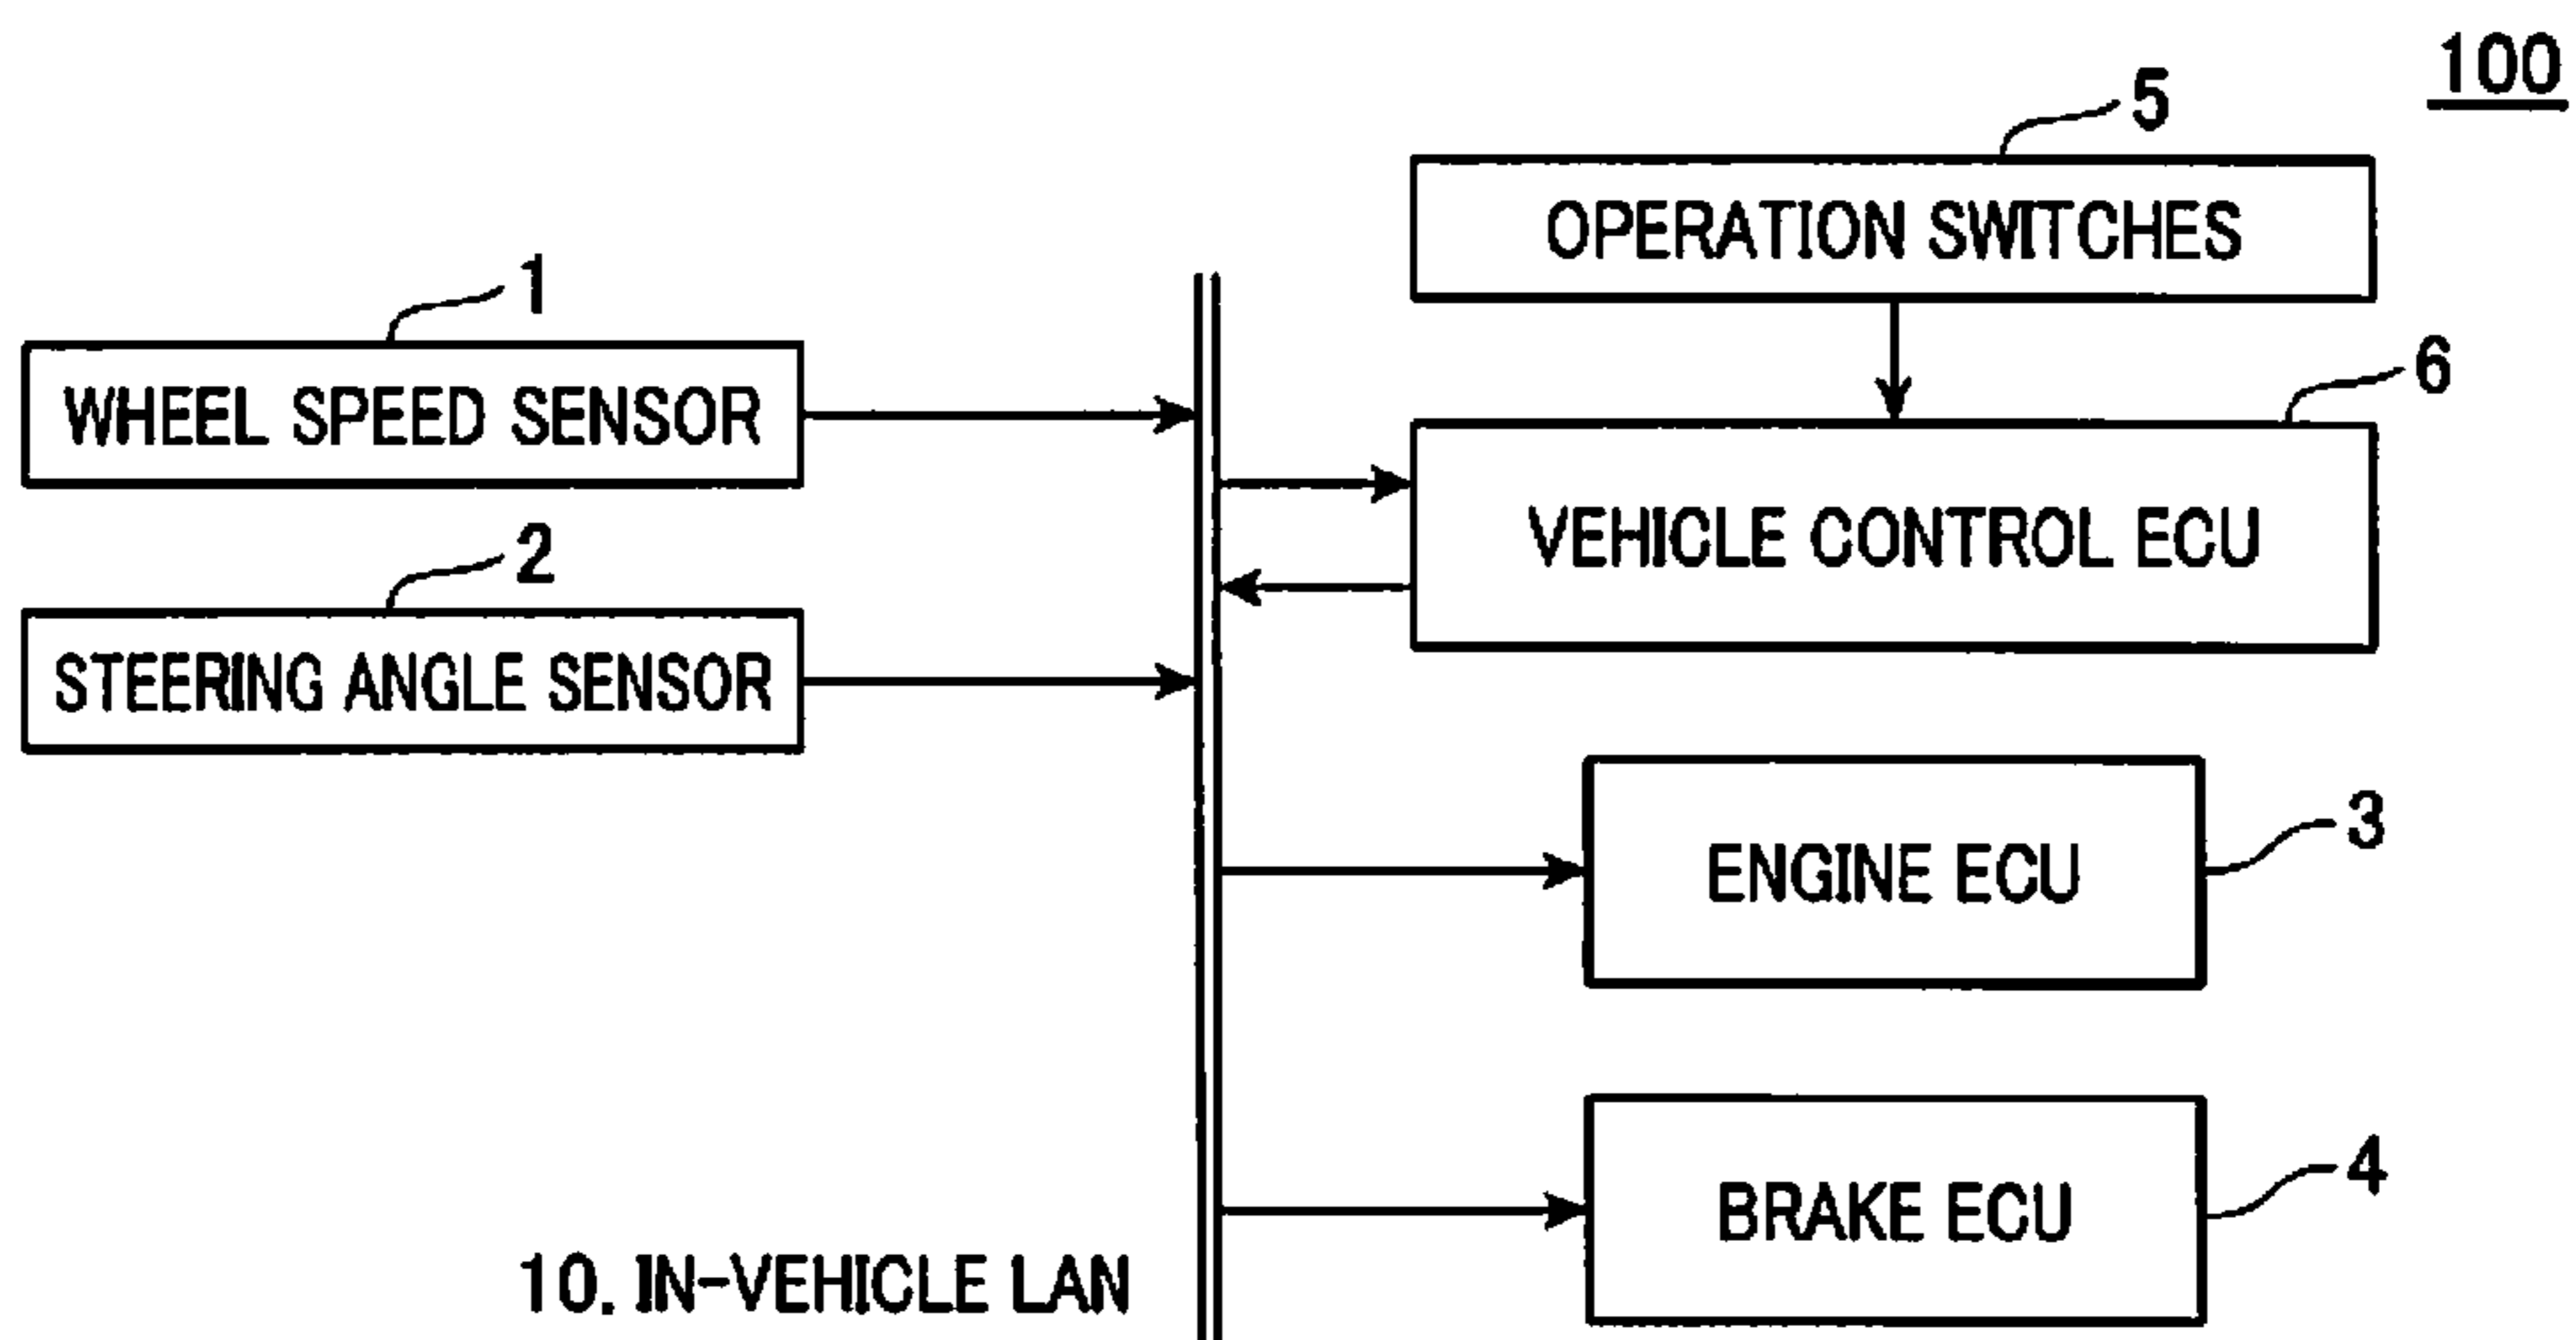 100
5
OPERATION SWITCHES
1
WHEEL SPEED SENSOR
6
VEHICLE CONTROL ECU
2
STEERING ANGLE SENSOR
3
ENGINE ECU
4
BRAKE ECU
10. IN-VEHICLE LAN